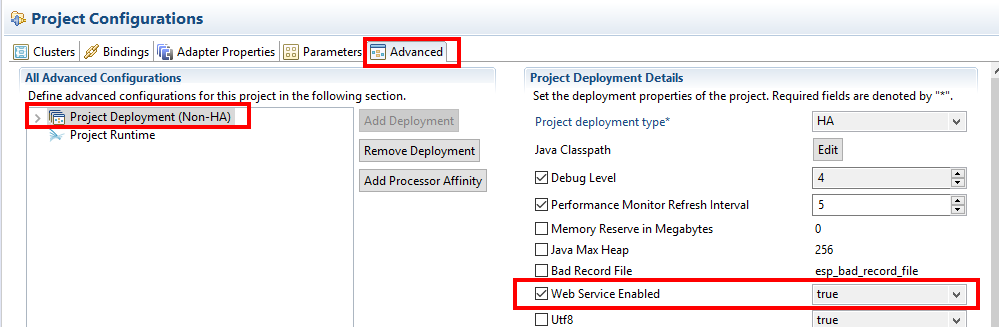 Project Configurations
Clusters Bindings Adapter Properties Parameters Advanced
All Advanced Configurations
Define advanced configurations for this project in the following section.
Project Deployment (Non-HA)
Project Runtime
Add Deployment
Remove Deployment
Add Processor Affinity
Project Deployment Details
Set the deployment properties of the project. Required fields are denoted by "*".
Project deployment type* HA
Java Classpath Edit
Debug Level 4
Performance Monitor Refresh Interval 5
Memory Reserve in Megabytes 0
Java Max Heap 256
Bad Record File esp_bad_record_file
Web Service Enabled true
Utf8 true